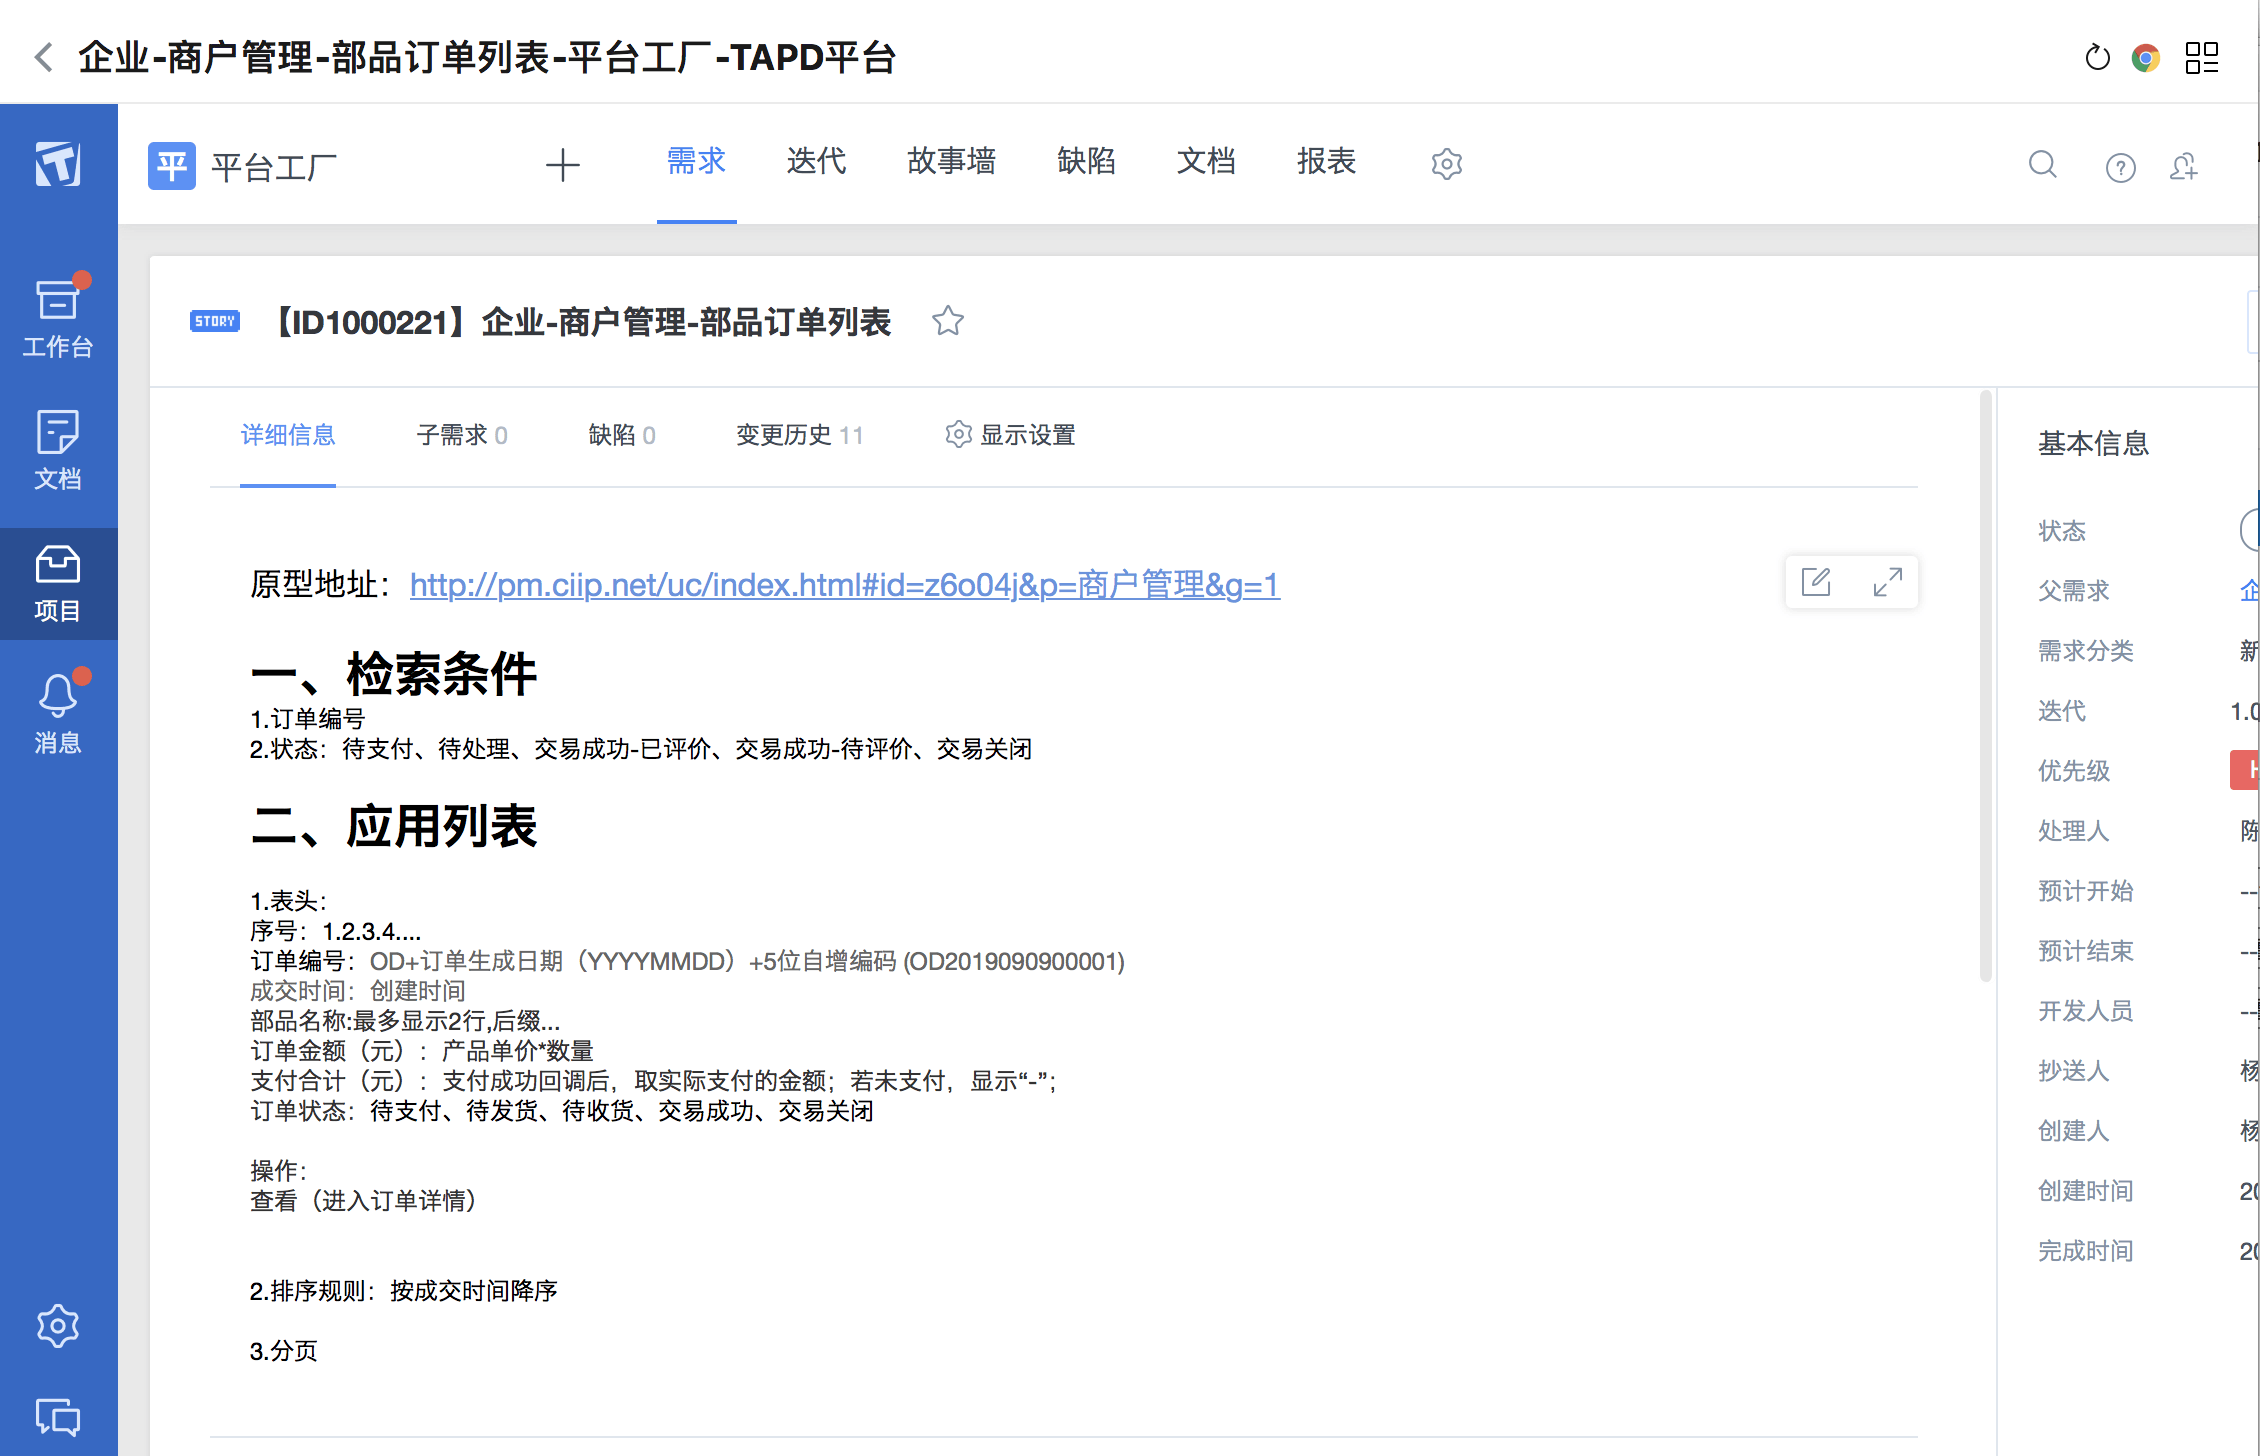 企业-商户管理-部品订单列表-平台工厂-TAPD平台
平 平台工厂
需求 迭代 故事墙 缺陷 文档 报表
工作台
文档
项目
消息
STORY 【ID1000221】企业-商户管理-部品订单列表
详细信息 子需求 0 缺陷 0 变更历史 11 显示设置
原型地址：http://pm.ciip.net/uc/index.html#id=z6o04j&p=商户管理&g=1
一、检索条件
1.订单编号
2.状态：待支付、待处理、交易成功-已评价、交易成功-待评价、交易关闭
二、应用列表
1.表头：
序号：1.2.3.4....
订单编号：OD+订单生成日期（YYYYMMDD）+5位自增编码 (OD2019090900001)
成交时间：创建时间
部品名称:最多显示2行,后缀...
订单金额（元）：产品单价*数量
支付合计（元）：支付成功回调后，取实际支付的金额；若未支付，显示“-”；
订单状态：待支付、待发货、待收货、交易成功、交易关闭
操作：
查看（进入订单详情）
2.排序规则：按成交时间降序
3.分页
基本信息
状态
父需求 企
需求分类 新
迭代 1.0
优先级 H
处理人 陈
预计开始 --
预计结束 --
开发人员 --
抄送人 杨
创建人 杨
创建时间 20
完成时间 20